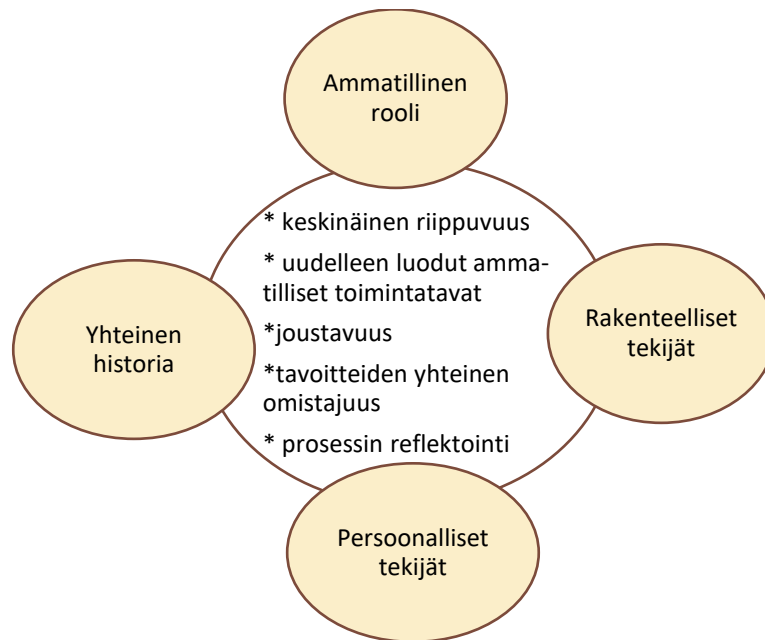 Ammatillinen
rooli
* keskinäinen riippuvuus
* uudelleen luodut amma-
tilliset toimintatavat
*joustavuus
*tavoitteiden yhteinen
omistajuus
* prosessin reflektointi
Yhteinen
historia
Rakenteelliset
tekijät
Persoonalliset
tekijät